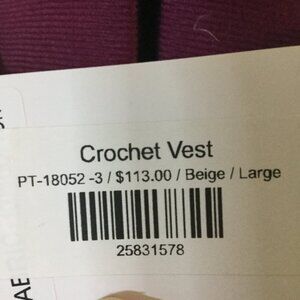 Crochet Vest
PT-18052 -3 / $113.00 / Beige / Large
25831578